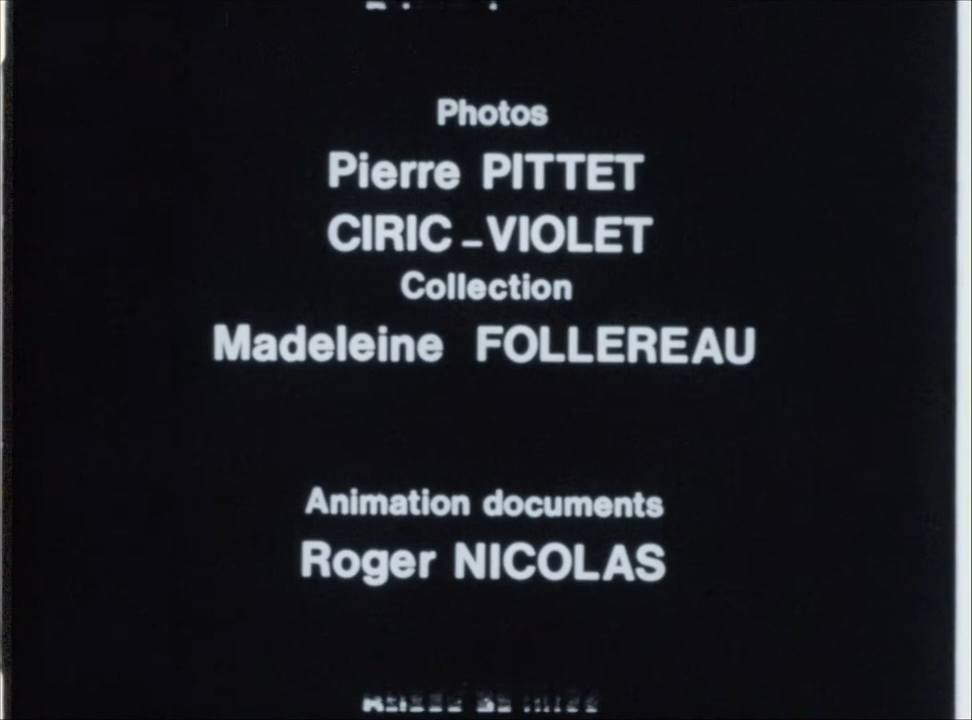 Photos
Pierre PITTET
CIRIC - VIOLET
Collection
Madeleine FOLLEREAU
Animation documents
Roger NICOLAS